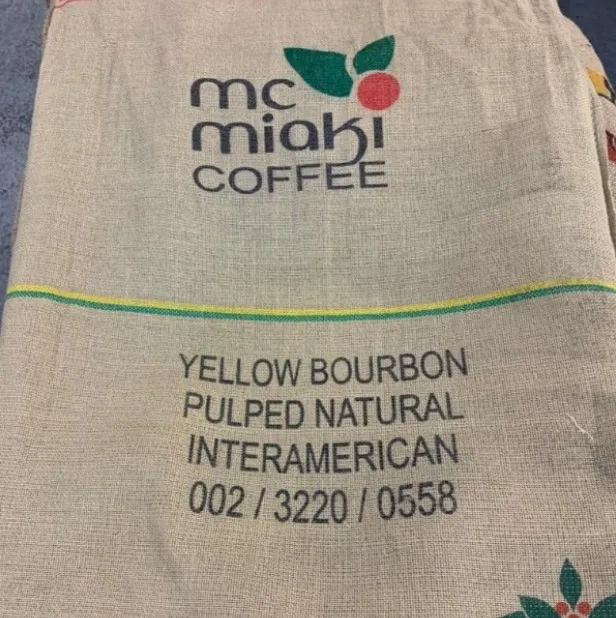 mc
miaki
COFFEE
YELLOW BOURBON
PULPED NATURAL
INTERAMERICAN
002 / 3220 / 0558